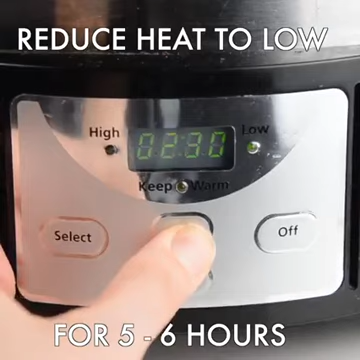 REDUCE HEAT TO LOW
High Low
02:30
Keep Warm
Select Off
FOR 5 - 6 HOURS